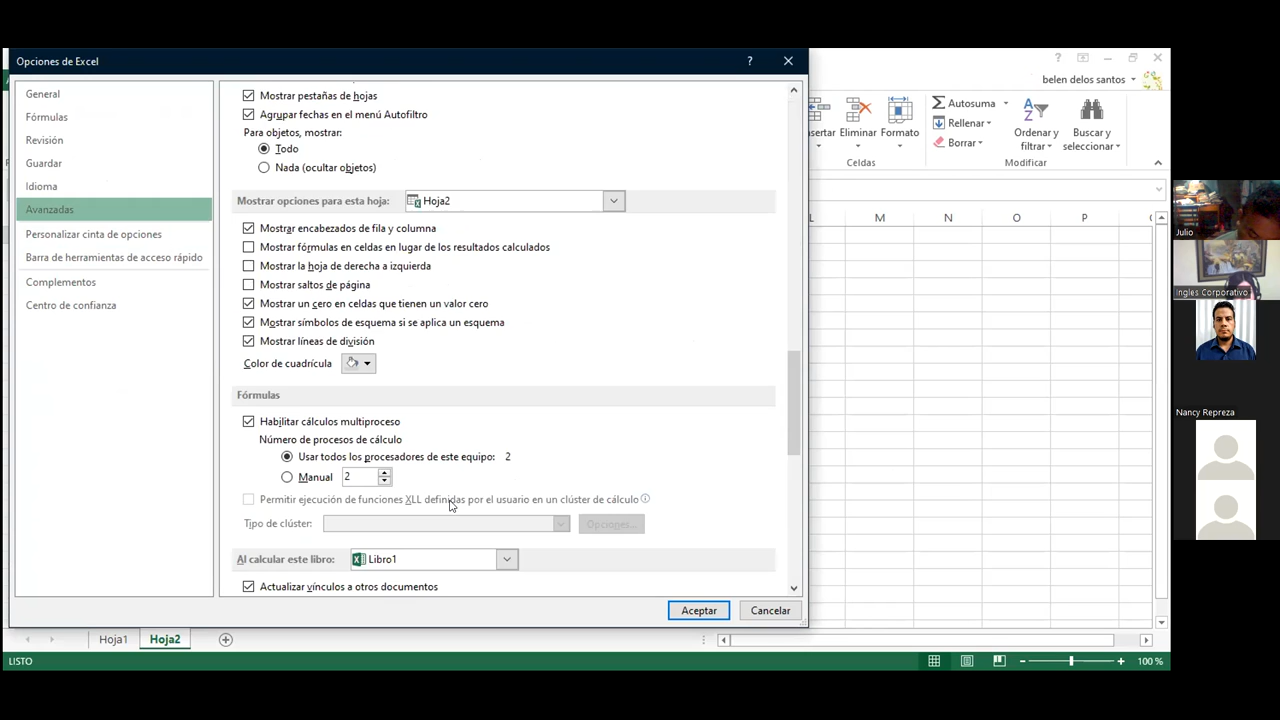 Opciones de Excel
?
General
Fórmulas
Revisión
Guardar
Idioma
Avanzadas
Personalizar cinta de opciones
Barra de herramientas de acceso rápido
Complementos
Centro de confianza
Mostrar pestañas de hojas
Agrupar fechas en el menú Autofiltro
Para objetos, mostrar:
Todo
Nada (ocultar objetos)
Mostrar opciones para esta hoja: Hoja2
Mostrar encabezados de fila y columna
Mostrar fórmulas en celdas en lugar de los resultados calculados
Mostrar la hoja de derecha a izquierda
Mostrar saltos de página
Mostrar un cero en celdas que tienen un valor cero
Mostrar símbolos de esquema si se aplica un esquema
Mostrar líneas de división
Color de cuadrícula
Fórmulas
Habilitar cálculos multiproceso
Número de procesos de cálculo
Usar todos los procesadores de este equipo: 2
Manual 2
Permitir ejecución de funciones XLL definidas por el usuario en un clúster de cálculo
Tipo de clúster: Opciones...
Al calcular este libro: Libro1
Actualizar vínculos a otros documentos
Aceptar Cancelar
?
belen delos santos
Eliminar Formato
Celdas
Autosuma
Rellenar
Borrar
Ordenar y filtrar
Buscar y seleccionar
Modificar
L M N O P
Hoja1 Hoja2
LISTO
100 %
Julio
Ingles Corporativo
Nancy Repreza